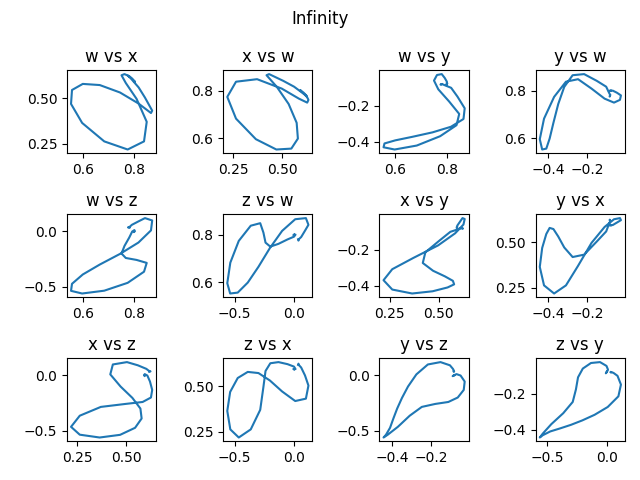 Infinity
w vs x
x vs w
w vs y
y vs w
0.50
0.25
0.6 0.8
0.8
0.6
0.25 0.50
−0.2
−0.4
0.6 0.8
0.8
0.6
−0.4 −0.2
w vs z
z vs w
x vs y
y vs x
0.0
−0.5
0.6 0.8
0.8
0.6
−0.5 0.0
−0.2
−0.4
0.25 0.50
0.50
0.25
−0.4 −0.2
x vs z
z vs x
y vs z
z vs y
0.0
−0.5
0.25 0.50
0.50
0.25
−0.5 0.0
0.0
−0.5
−0.4 −0.2
−0.2
−0.4
−0.5 0.0